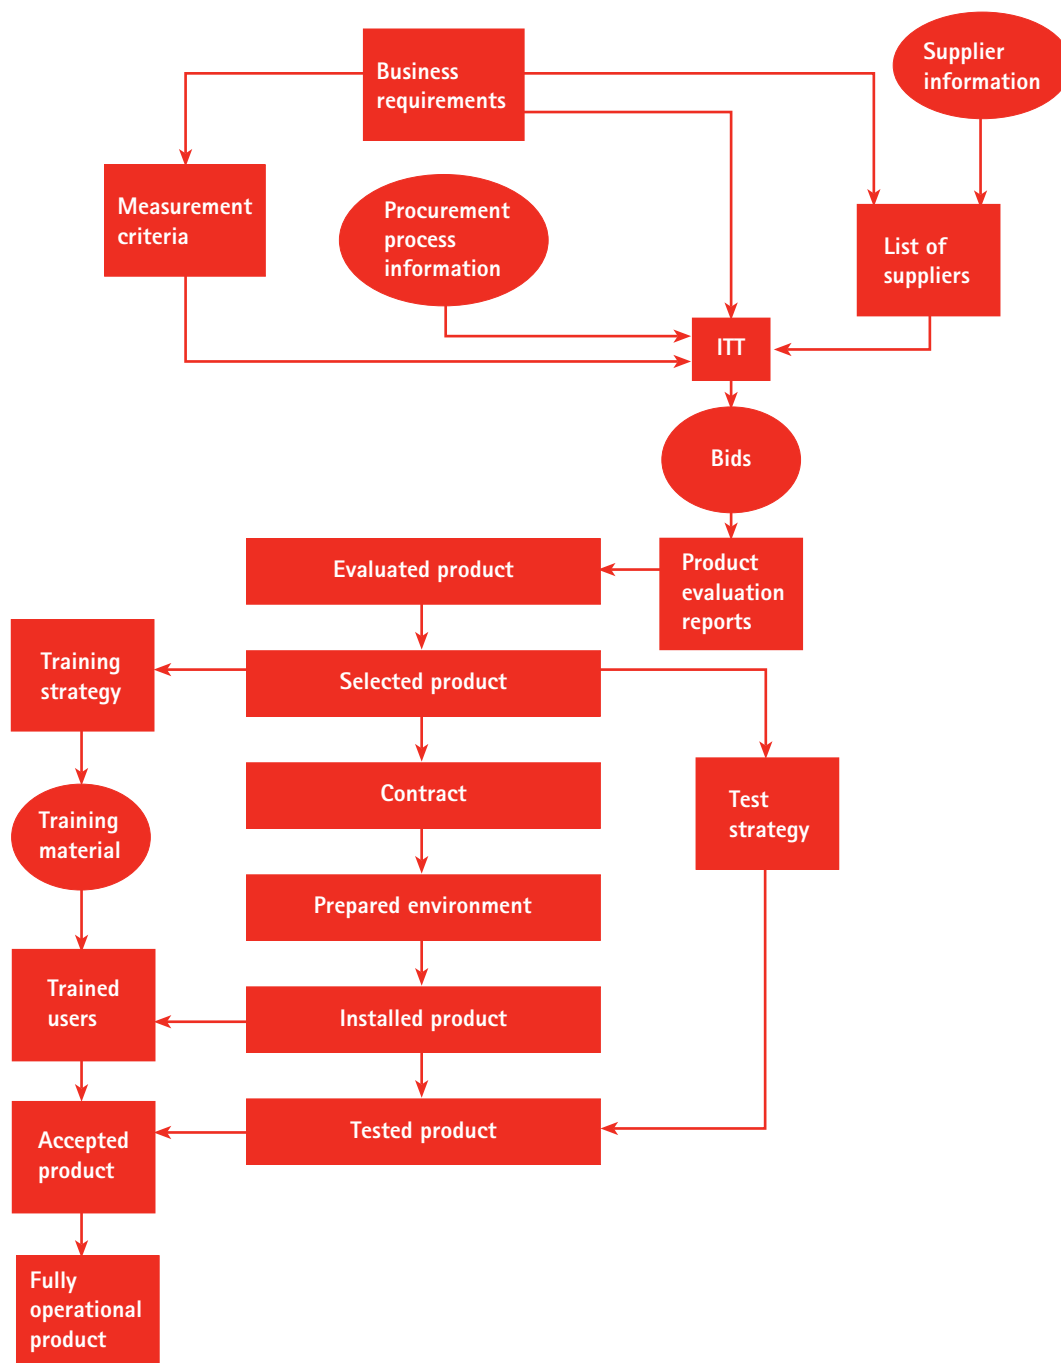 Business
requirements
Supplier
information
Measurement
criteria
Procurement
process
information
List of
suppliers
ITT
Bids
Evaluated product
Product
evaluation
reports
Training
strategy
Selected product
Contract
Test
strategy
Training
material
Prepared environment
Trained
users
Installed product
Tested product
Accepted
product
Fully
operational
product